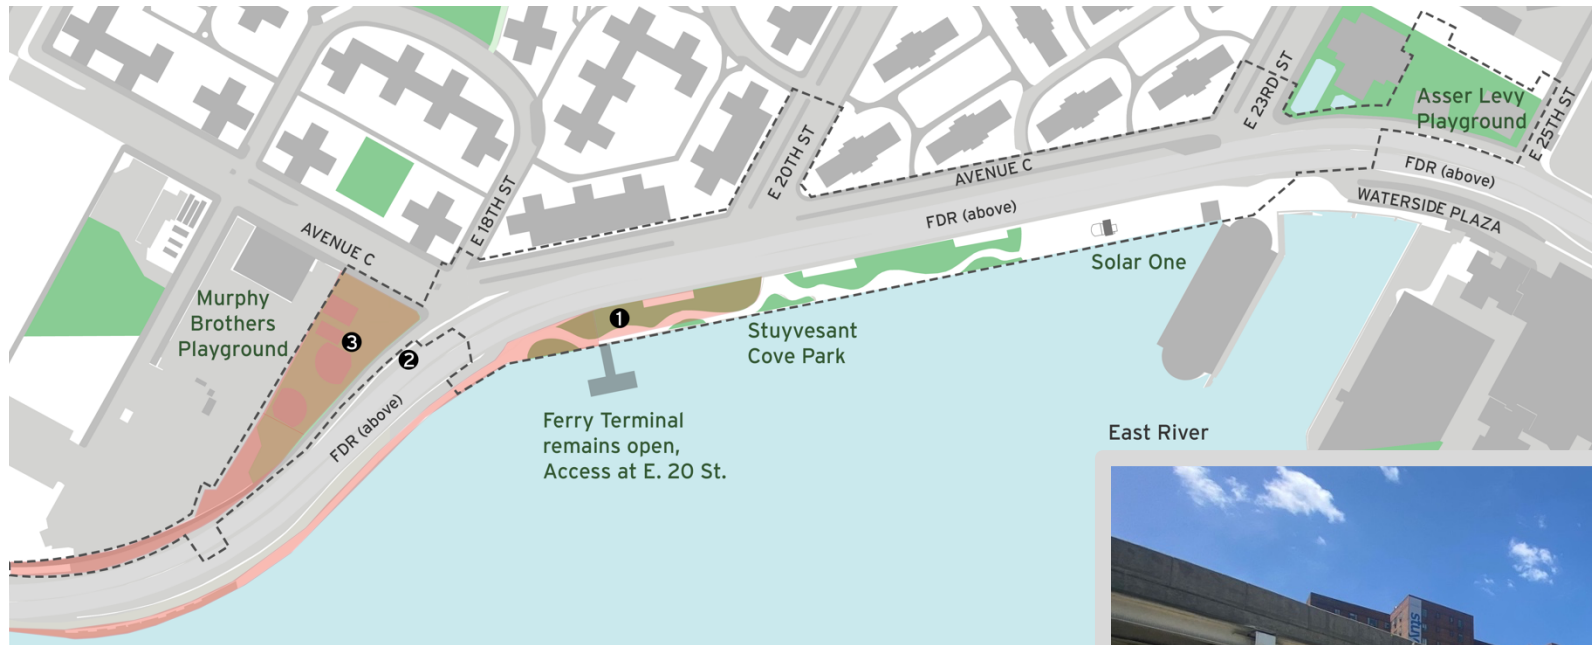 Asser Levy
Playground
E 23RD ST
E 25TH ST
E 20TH ST
AVENUE C
FDR (above)
FDR (above)
WATERSIDE PLAZA
E 18TH ST
AVENUE C
Solar One
Murphy
Brothers
Playground
3
2
1
Stuyvesant
Cove Park
FDR (above)
Ferry Terminal
remains open,
Access at E. 20 St.
East River